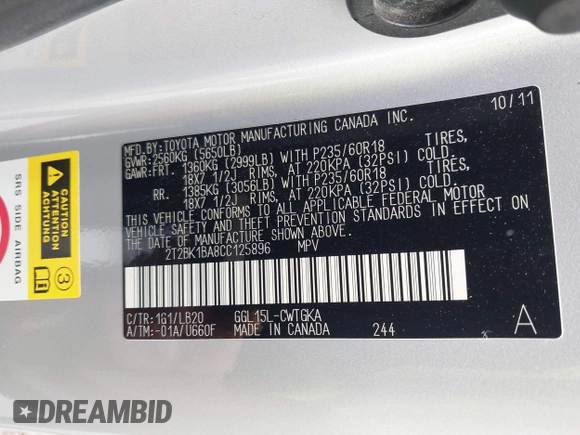 MFD.BY:TOYOTA MOTOR MANUFACTURING CANADA INC. 10/11
GVWR:2560KG (5650LB)
GAWR:FRT. 1360KG (2999LB) WITH P235/60R18 TIRES,
18X7 1/2J RIMS, AT 220KPA (32PSI) COLD.
RR. 1385KG (3056LB) WITH P235/60R18 TIRES,
18X7 1/2J RIMS, AT 220KPA (32PSI) COLD.
THIS VEHICLE CONFORMS TO ALL APPLICABLE FEDERAL MOTOR
VEHICLE SAFETY AND THEFT PREVENTION STANDARDS IN EFFECT ON
THE DATE OF MANUFACTURE SHOWN ABOVE.
2T2BK1BA8CC125896 MPV
C/TR:1G1/LB20 GGL15L-CWTGKA
A/TM:-01A/U660F MADE IN CANADA 244 A
SRS SIDE AIRBAG
CAUTION
ATTENTION
ACHTUNG
3
DREAMBID